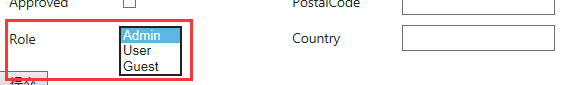 Approved PostalCode
Role Admin Country
User
Guest